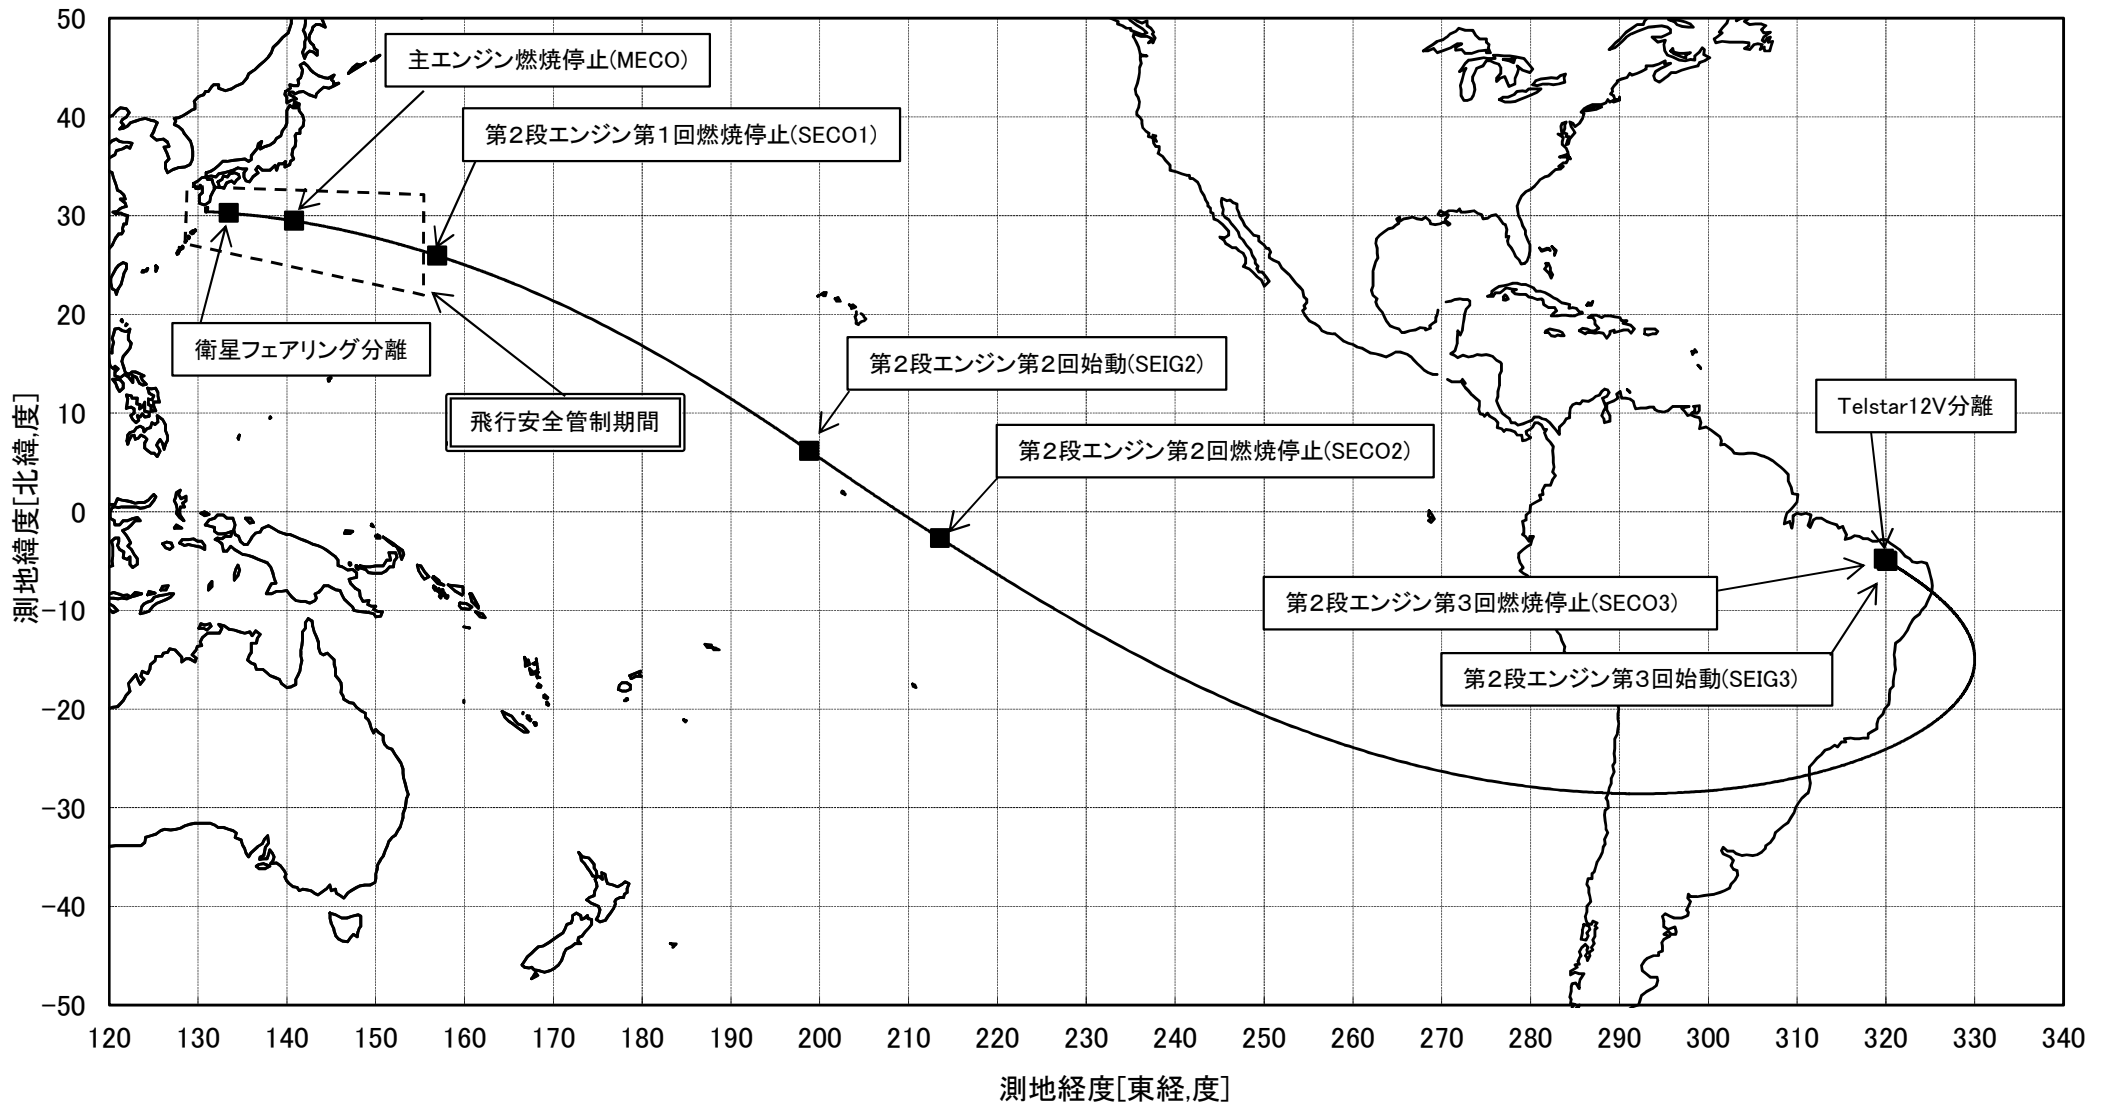 主エンジン燃焼停止(MECO)
第2段エンジン第1回燃焼停止(SECO1)
衛星フェアリング分離
飛行安全管制期間
第2段エンジン第2回始動(SEIG2)
第2段エンジン第2回燃焼停止(SECO2)
Telstar12V分離
第2段エンジン第3回燃焼停止(SECO3)
第2段エンジン第3回始動(SEIG3)
測地緯度[北緯,度]
50
40
30
20
10
0
-10
-20
-30
-40
-50
120 130 140 150 160 170 180 190 200 210 220 230 240 250 260 270 280 290 300 310 320 330 340
測地経度[東経,度]